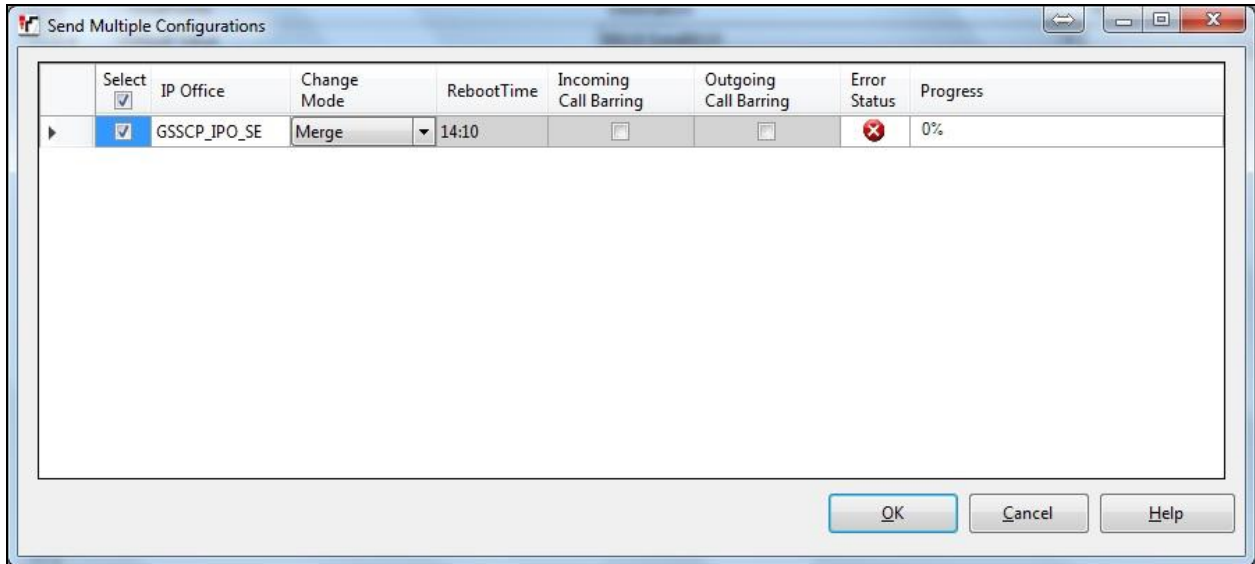 Send Multiple Configurations
Select IP Office Change Mode RebootTime Incoming Call Barring Outgoing Call Barring Error Status Progress
GSSCP_IPO_SE Merge 14:10 0%
OK Cancel Help